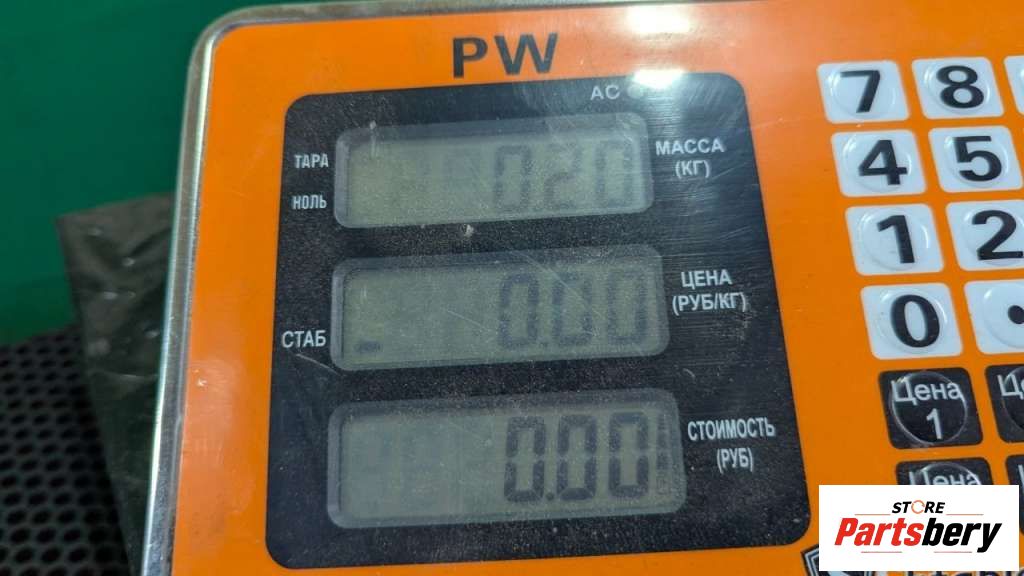 PW
AC
ТАРА
НОЛЬ
0.20
МАССА
(КГ)
СТАБ
0.00
ЦЕНА
(РУБ/КГ)
0.00
СТОИМОСТЬ
(РУБ)
7 8
4 5
1 2
0 .
Цена
1
Цена
STORE
Partsbery